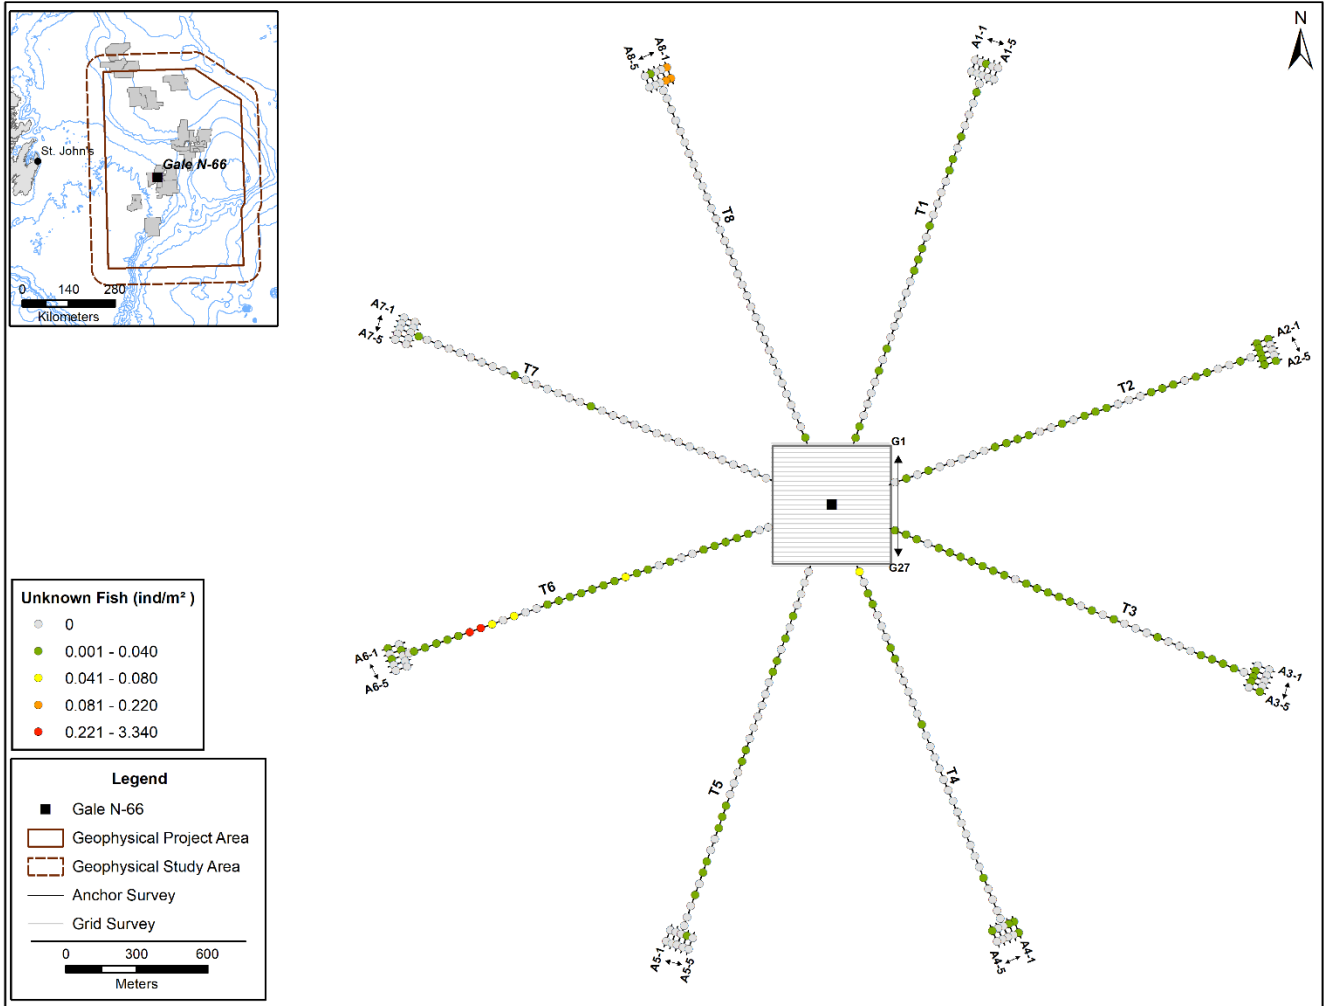 N
St. John's
Gale N-66
0 140 280
Kilometers
A8-1
A8-5
A1-1
A1-5
T8
T1
A7-1
A7-5
T7
A2-1
A2-5
T2
G1
G27
T6
A6-1
A6-5
T3
A3-1
A3-5
T5
T4
A5-1
A5-5
A4-1
A4-5
Unknown Fish (ind/m² )
0
0.001 - 0.040
0.041 - 0.080
0.081 - 0.220
0.221 - 3.340
Legend
Gale N-66
Geophysical Project Area
Geophysical Study Area
Anchor Survey
Grid Survey
0 300 600
Meters